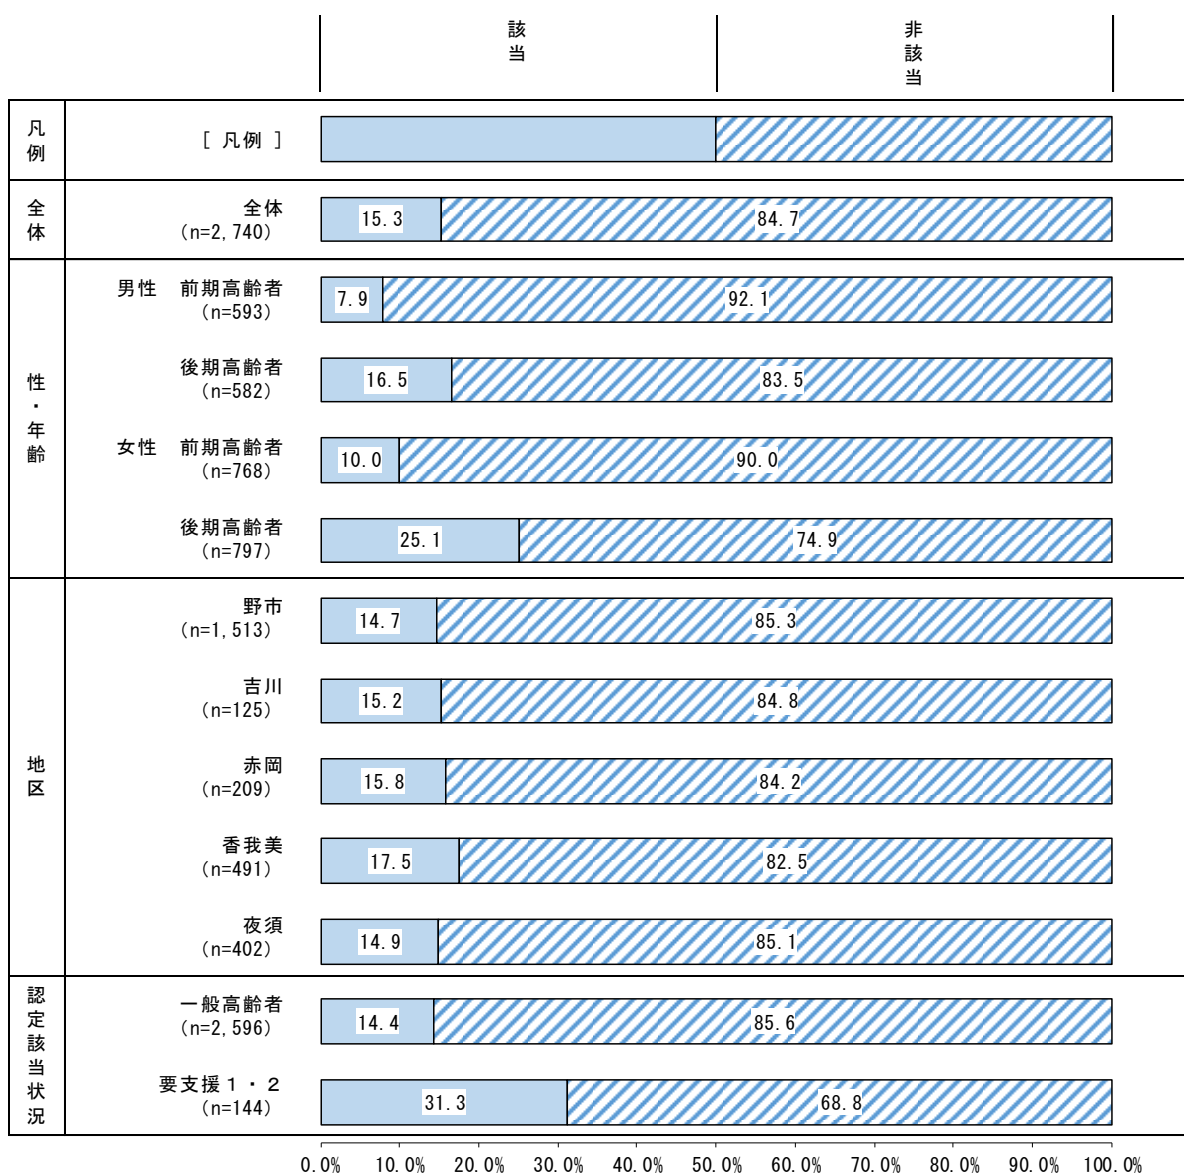 該当
非該当
凡例
[ 凡例 ]
全体
全体
(n=2,740)
15.3
84.7
性・年齢
男性 前期高齢者
(n=593)
7.9
92.1
後期高齢者
(n=582)
16.5
83.5
女性 前期高齢者
(n=768)
10.0
90.0
後期高齢者
(n=797)
25.1
74.9
地区
野市
(n=1,513)
14.7
85.3
吉川
(n=125)
15.2
84.8
赤岡
(n=209)
15.8
84.2
香我美
(n=491)
17.5
82.5
夜須
(n=402)
14.9
85.1
認定該当状況
一般高齢者
(n=2,596)
14.4
85.6
要支援1・2
(n=144)
31.3
68.8
0.0% 10.0% 20.0% 30.0% 40.0% 50.0% 60.0% 70.0% 80.0% 90.0% 100.0%